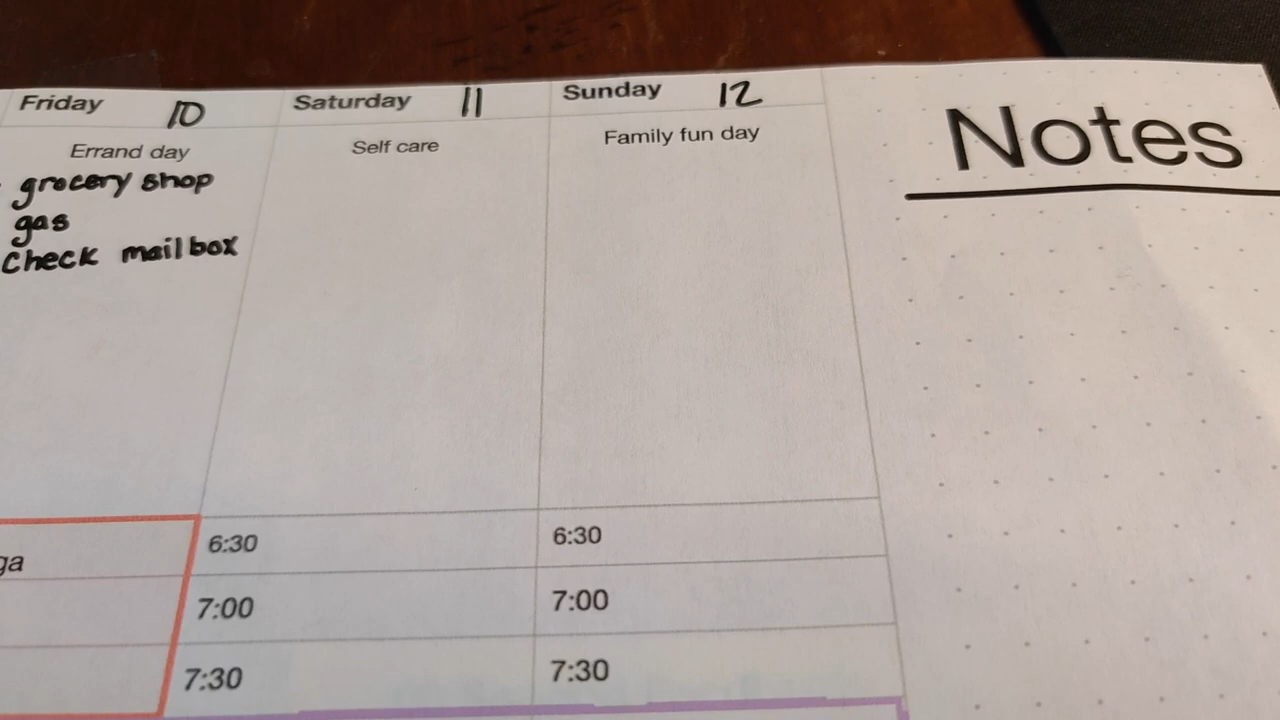 Friday 10 Saturday 11 Sunday 12
Notes
Errand day Self care Family fun day
grocery shop
gas
check mailbox
6:30 6:30
7:00 7:00
7:30 7:30